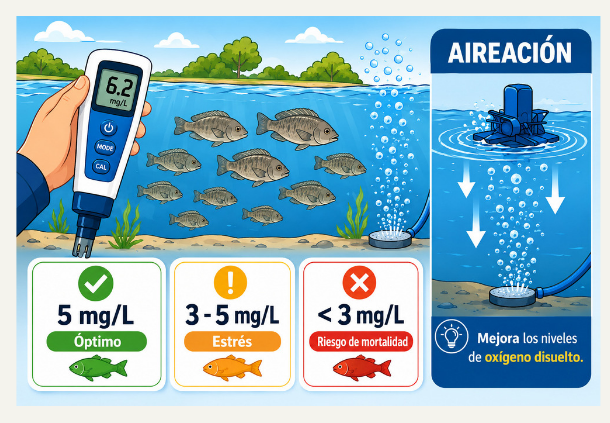 6.2
mg/L
MODE
CAL
AIREACIÓN
5 mg/L
Óptimo
3 - 5 mg/L
Estrés
< 3 mg/L
Riesgo de mortalidad
Mejora los niveles
de oxígeno disuelto.